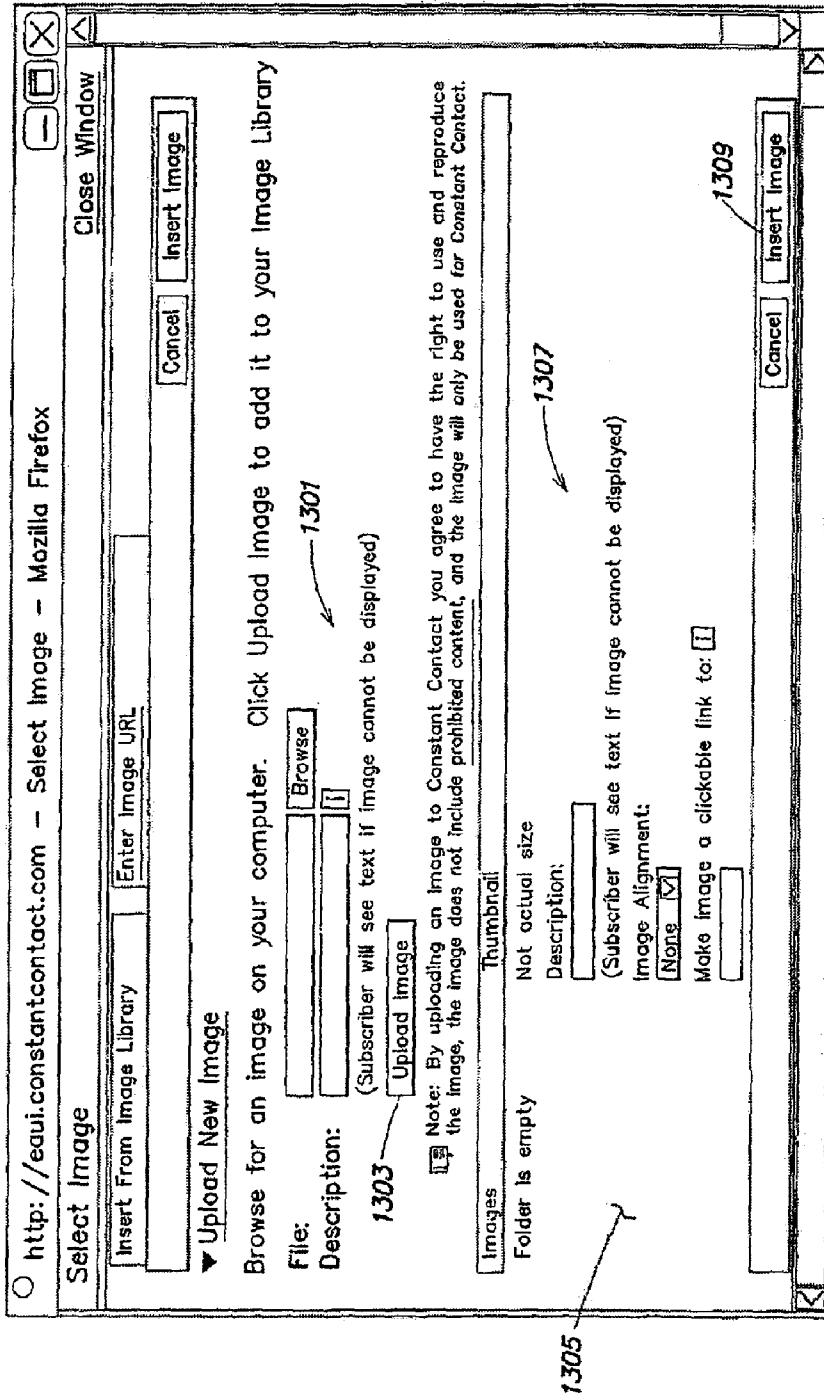 http://eaui.constantcontact.com — Select Image — Mozilla Firefox
Select Image
Close Window
Insert From Image Library
Enter Image URL
Cancel
Insert Image
Upload New Image
Browse for an image on your computer. Click Upload Image to add it to your Image Library
File:
Browse
Description:
i
1301
(Subscriber will see text if image cannot be displayed)
1303
Upload Image
Note: By uploading an image to Constant Contact you agree to have the right to use and reproduce
the image, the image does not include prohibited content, and the image will only be used for Constant Contact.
Images
Thumbnail
Folder is empty
Not actual size
1307
Description:
(Subscriber will see text if image cannot be displayed)
Image Alignment:
None
1305
Make image a clickable link to: i
1309
Cancel
Insert Image